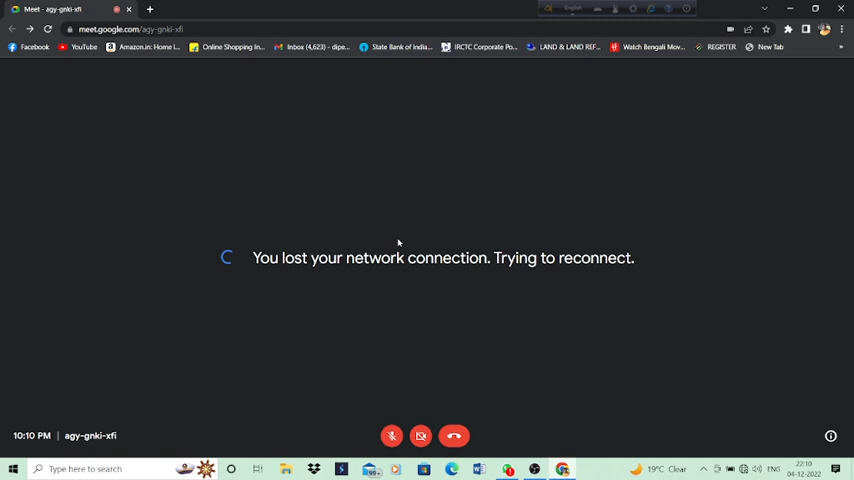 Meet - agy-gnki-xfi
English
meet.google.com/agy-gnki-xfi
Facebook YouTube Amazon.in: Home I... Online Shopping In... Inbox (4,623) - dipe... State Bank of India... IRCTC Corporate Po... LAND & LAND REF... Watch Bengali Mov... REGISTER New Tab »
You lost your network connection. Trying to reconnect.
10:10 PM | agy-gnki-xfi
Type here to search 99+ 19°C Clear ENG 22:10
04-12-2022